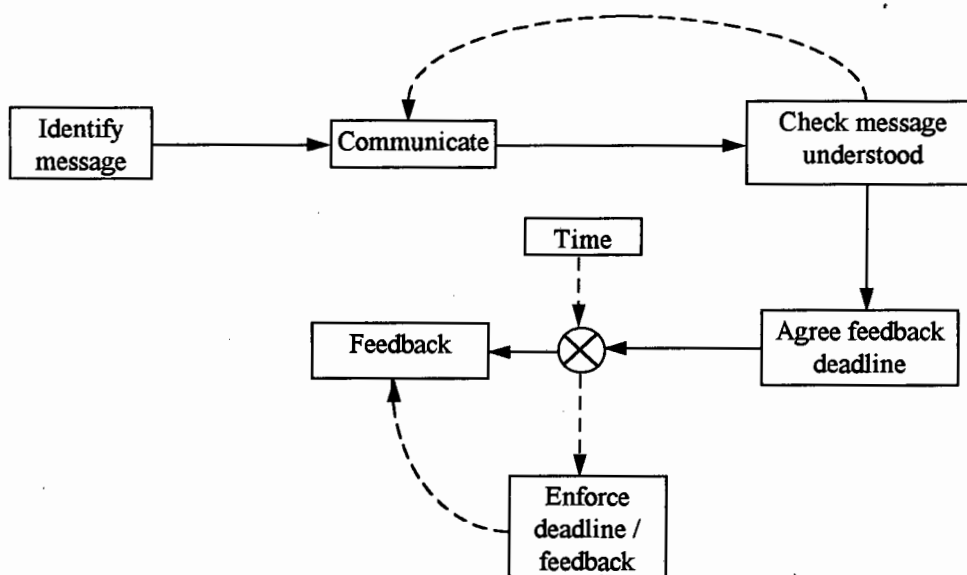 Identify
message
Communicate
Check message
understood
Time
Agree feedback
deadline
Feedback
Enforce
deadline /
feedback